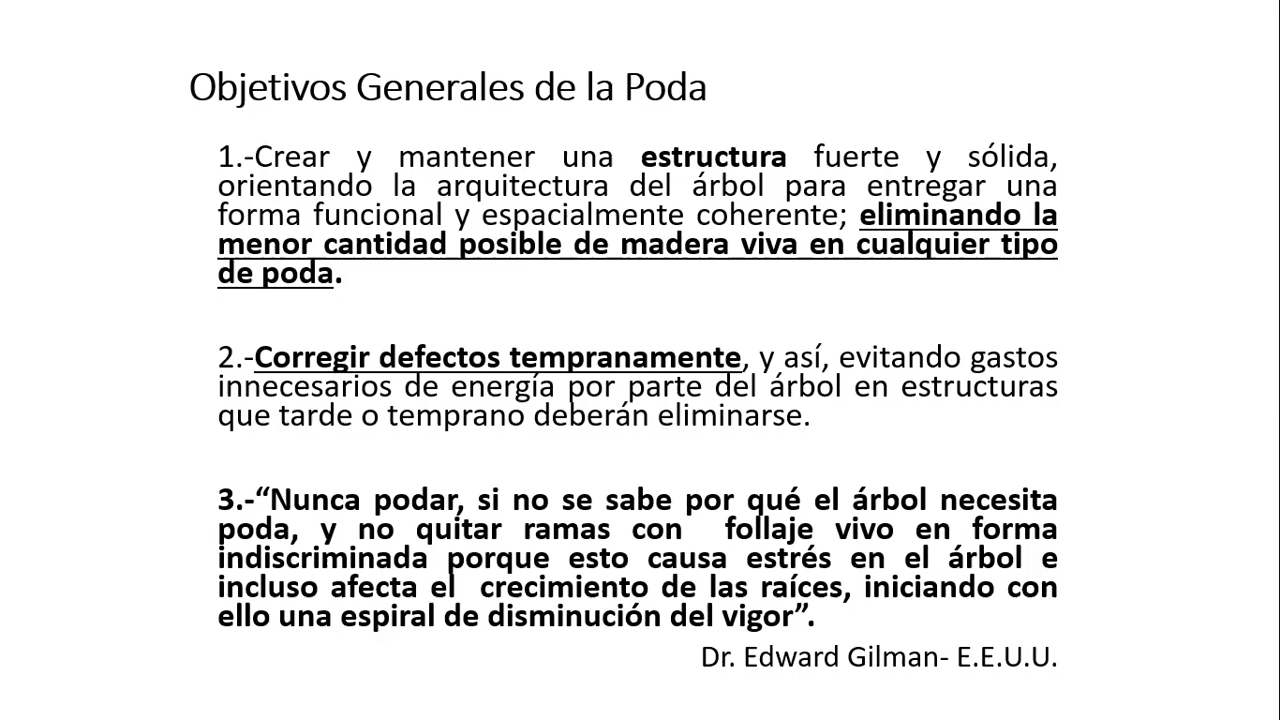 Objetivos Generales de la Poda
1.-Crear y mantener una estructura fuerte y sólida,
orientando la arquitectura del árbol para entregar una
forma funcional y espacialmente coherente; eliminando la
menor cantidad posible de madera viva en cualquier tipo
de poda.
2.-Corregir defectos tempranamente, y así, evitando gastos
innecesarios de energía por parte del árbol en estructuras
que tarde o temprano deberán eliminarse.
3.-“Nunca podar, si no se sabe por qué el árbol necesita
poda, y no quitar ramas con follaje vivo en forma
indiscriminada porque esto causa estrés en el árbol e
incluso afecta el crecimiento de las raíces, iniciando con
ello una espiral de disminución del vigor”.
Dr. Edward Gilman- E.E.U.U.